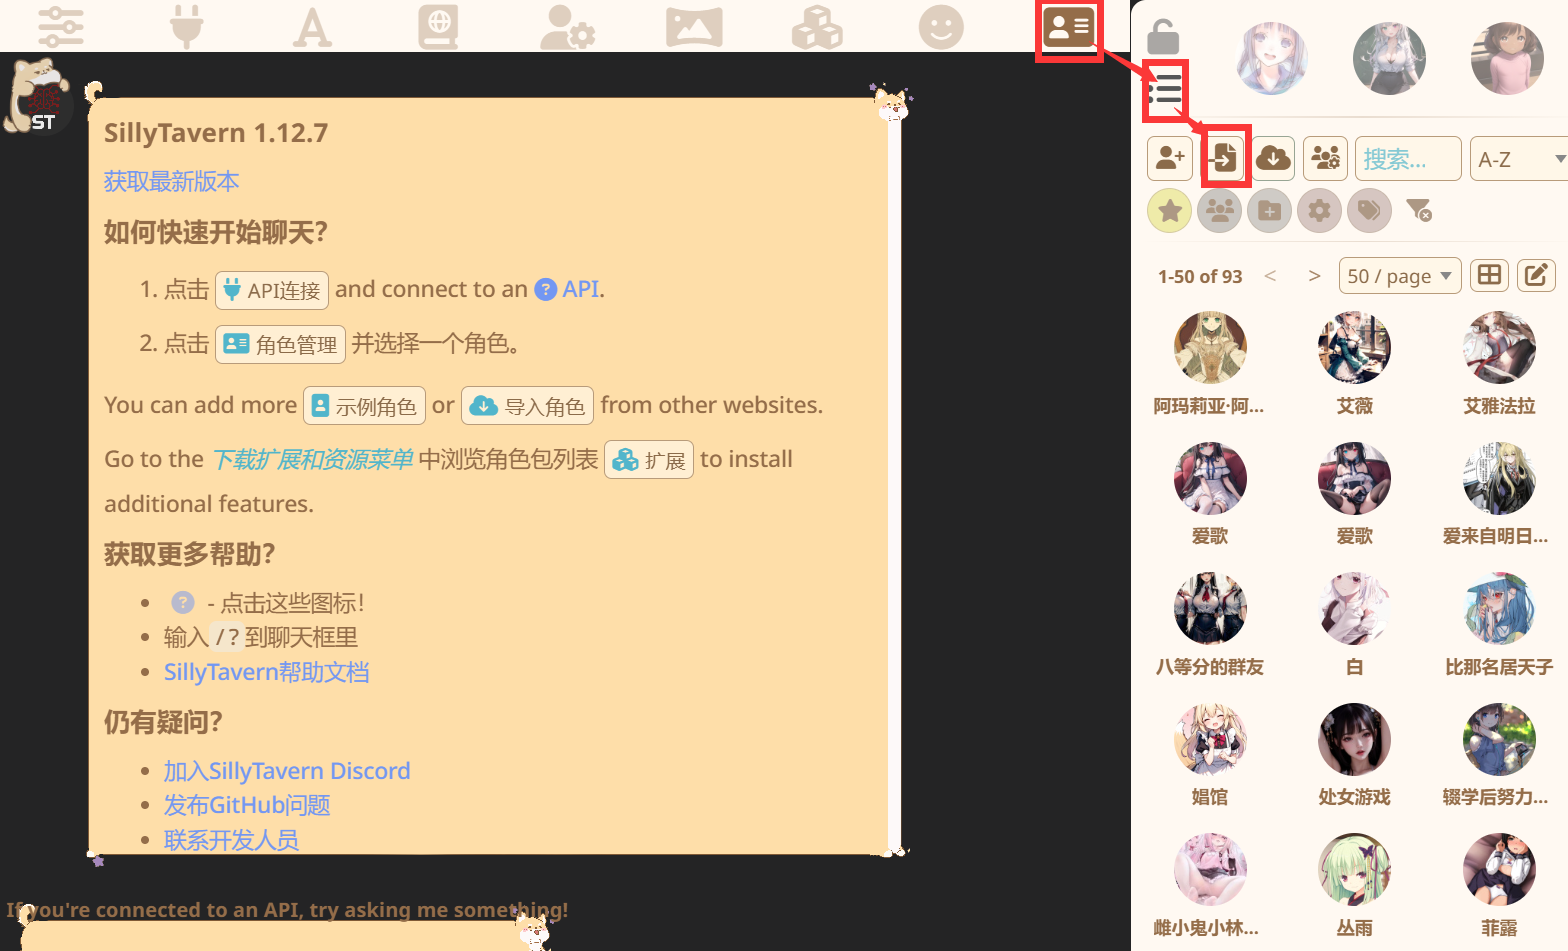 ST
SillyTavern 1.12.7
获取最新版本
如何快速开始聊天？
1. 点击 API连接 and connect to an ? API.
2. 点击 角色管理 并选择一个角色。
You can add more 示例角色 or 导入角色 from other websites.
Go to the 下载扩展和资源菜单 中浏览角色包列表 扩展 to install
additional features.
获取更多帮助？
? - 点击这些图标！
输入 /? 到聊天框里
SillyTavern帮助文档
仍有疑问？
加入SillyTavern Discord
发布GitHub问题
联系开发人员
If you're connected to an API, try asking me something!
搜索...
A-Z
1-50 of 93 < > 50 / page
阿玛莉亚·阿... 艾薇 艾雅法拉
爱歌 爱歌 爱来自明日...
八等分的群友 白 比那名居天子
娼馆 处女游戏 辍学后努力...
雌小鬼小林... 丛雨 菲露